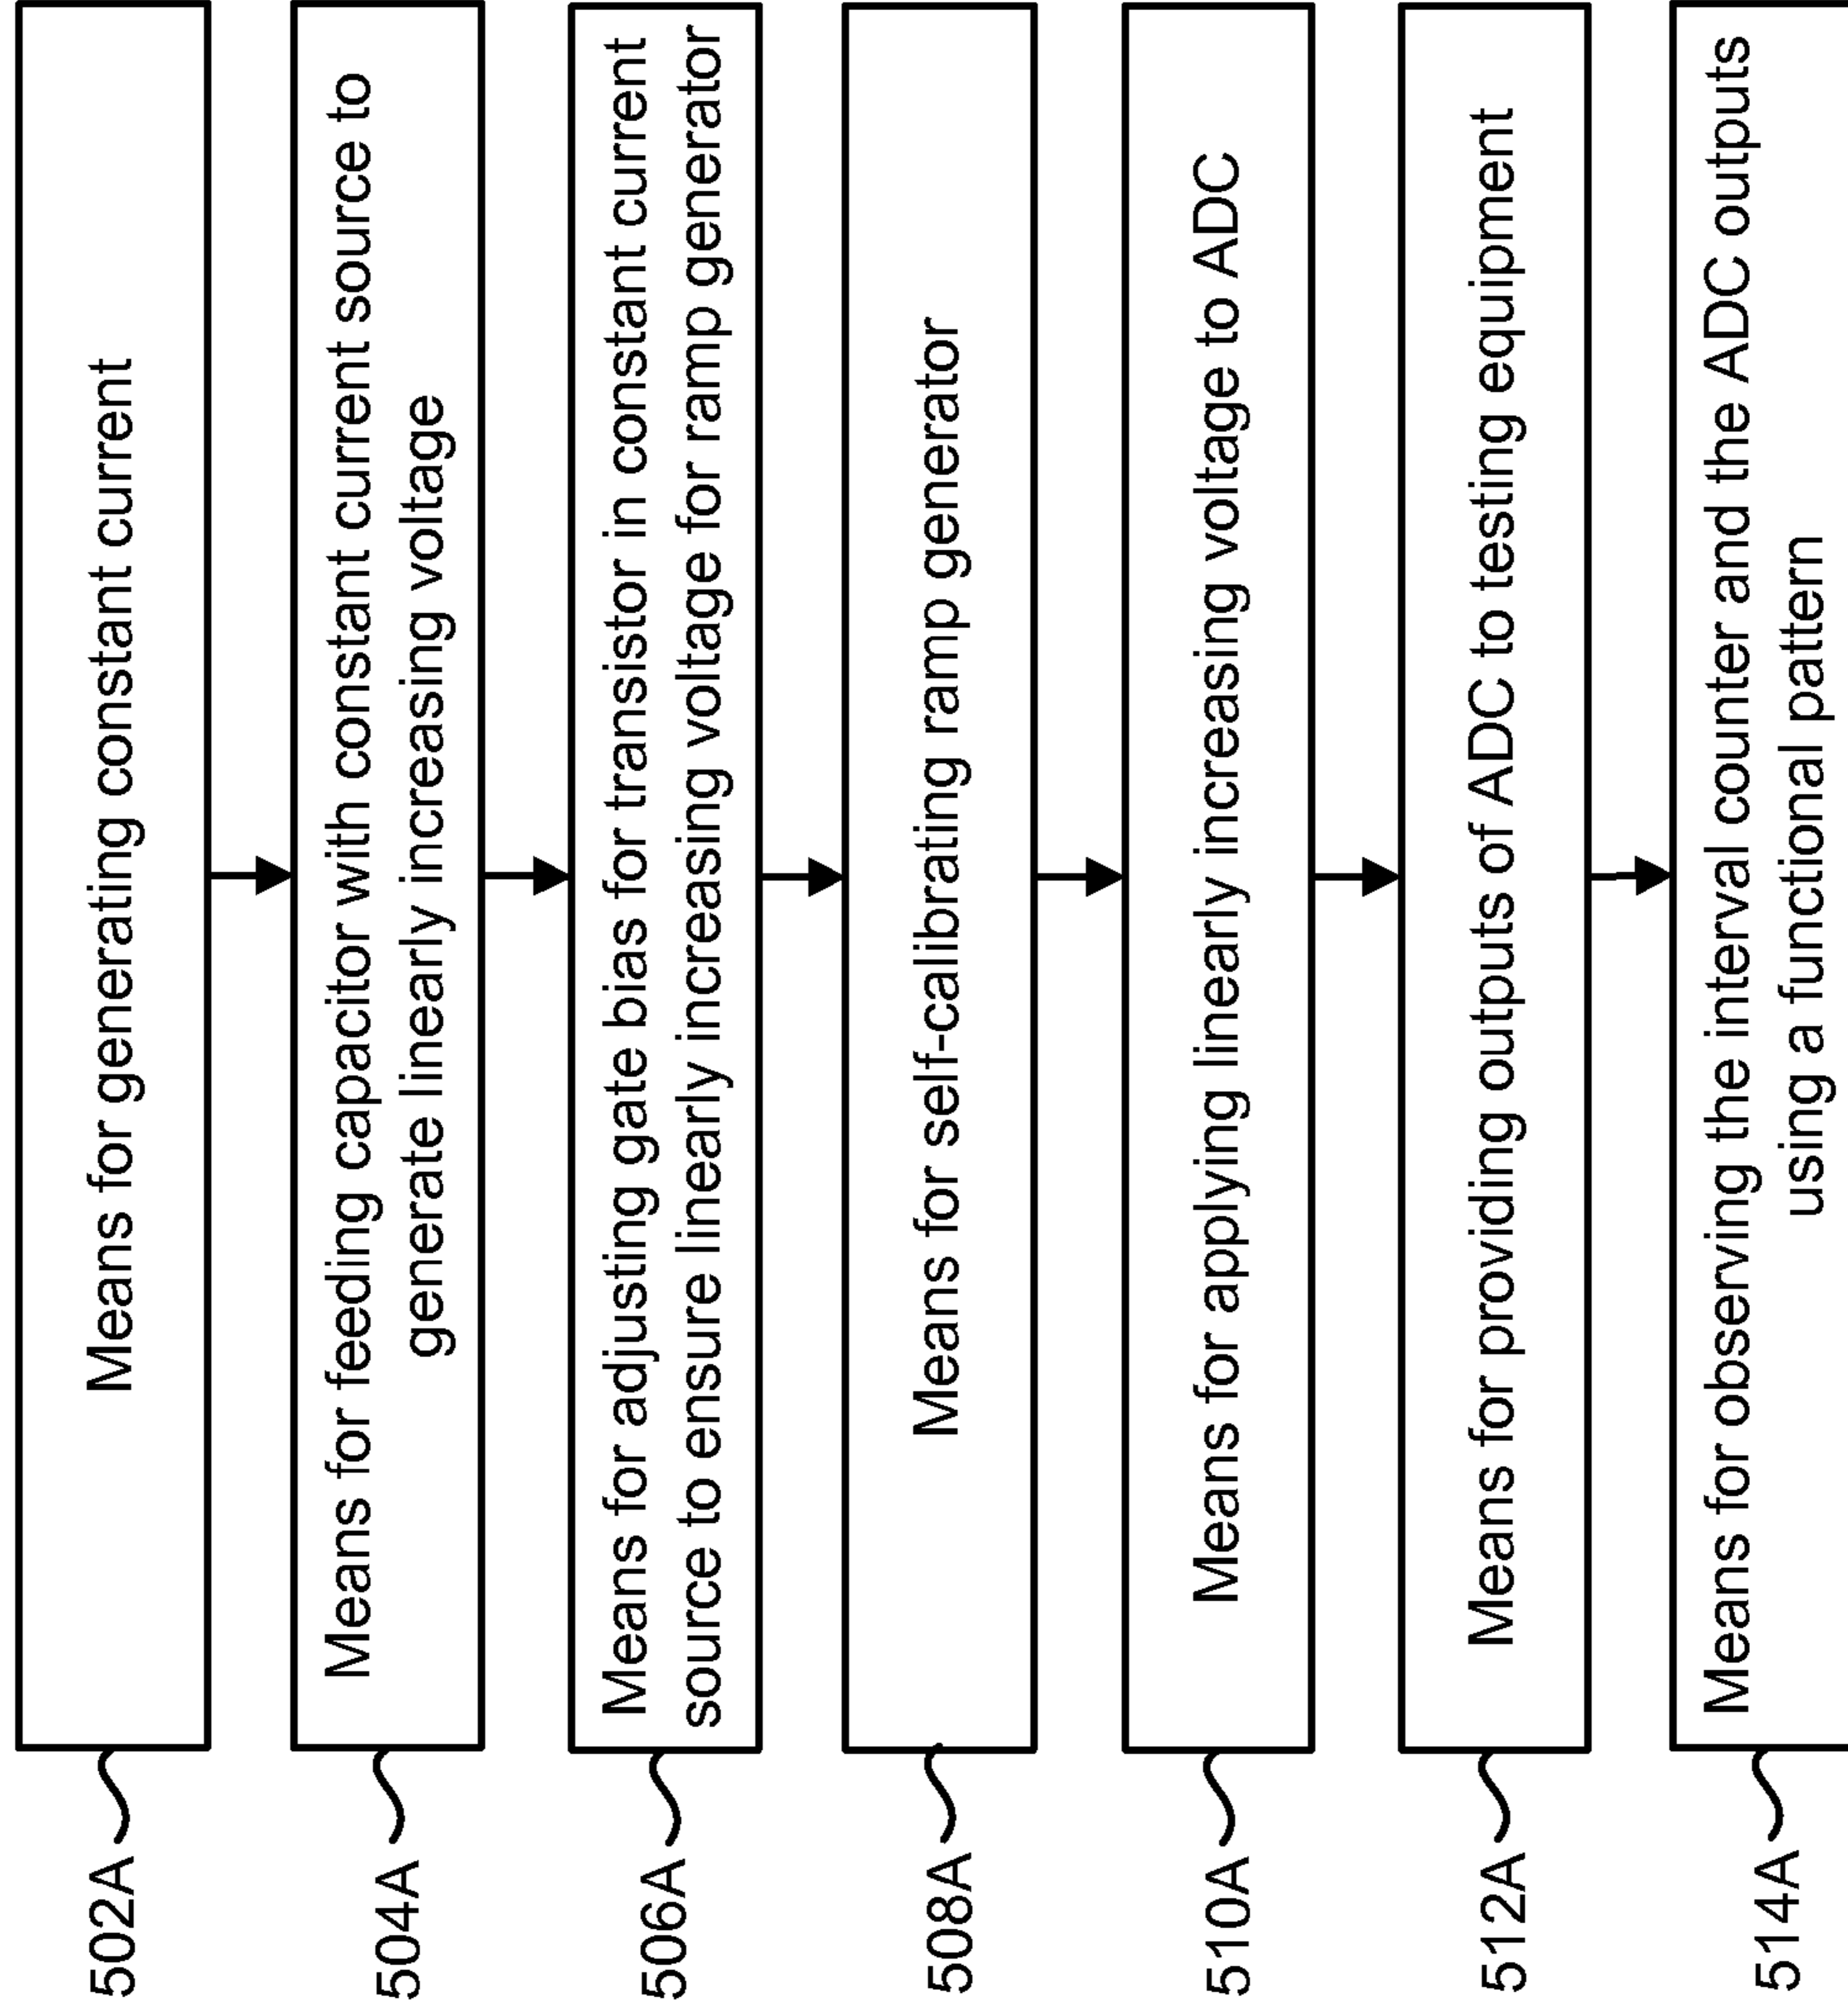 502A
Means for generating constant current
504A
Means for feeding capacitor with constant current source to
generate linearly increasing voltage
506A
Means for adjusting gate bias for transistor in constant current
source to ensure linearly increasing voltage for ramp generator
508A
Means for self-calibrating ramp generator
510A
Means for applying linearly increasing voltage to ADC
512A
Means for providing outputs of ADC to testing equipment
514A
Means for observing the interval counter and the ADC outputs
using a functional pattern